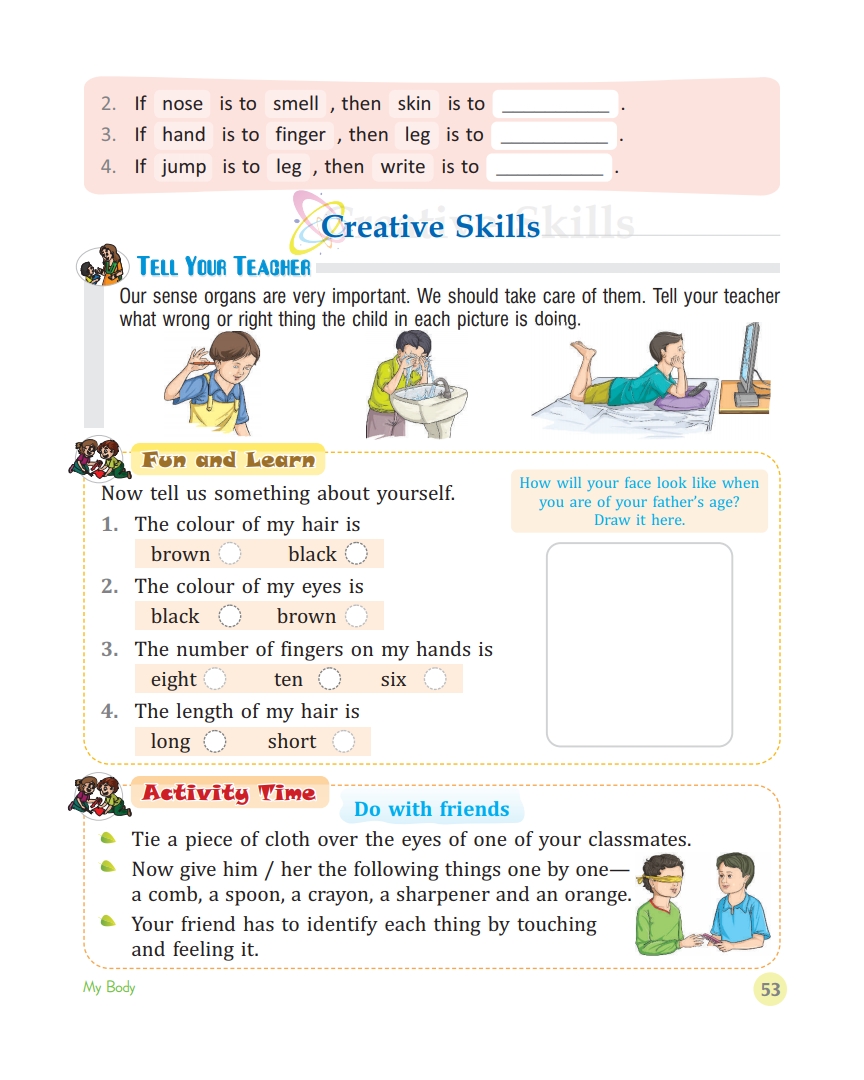 2. If nose is to smell , then skin is to ____________ .
3. If hand is to finger , then leg is to ____________ .
4. If jump is to leg , then write is to ____________ .
Creative Skills
TELL YOUR TEACHER
Our sense organs are very important. We should take care of them. Tell your teacher
what wrong or right thing the child in each picture is doing.
Fun and Learn
Now tell us something about yourself.
1. The colour of my hair is
brown black
2. The colour of my eyes is
black brown
3. The number of fingers on my hands is
eight ten six
4. The length of my hair is
long short
How will your face look like when
you are of your father's age?
Draw it here.
Activity Time
Do with friends
Tie a piece of cloth over the eyes of one of your classmates.
Now give him / her the following things one by one—
a comb, a spoon, a crayon, a sharpener and an orange.
Your friend has to identify each thing by touching
and feeling it.
My Body
53